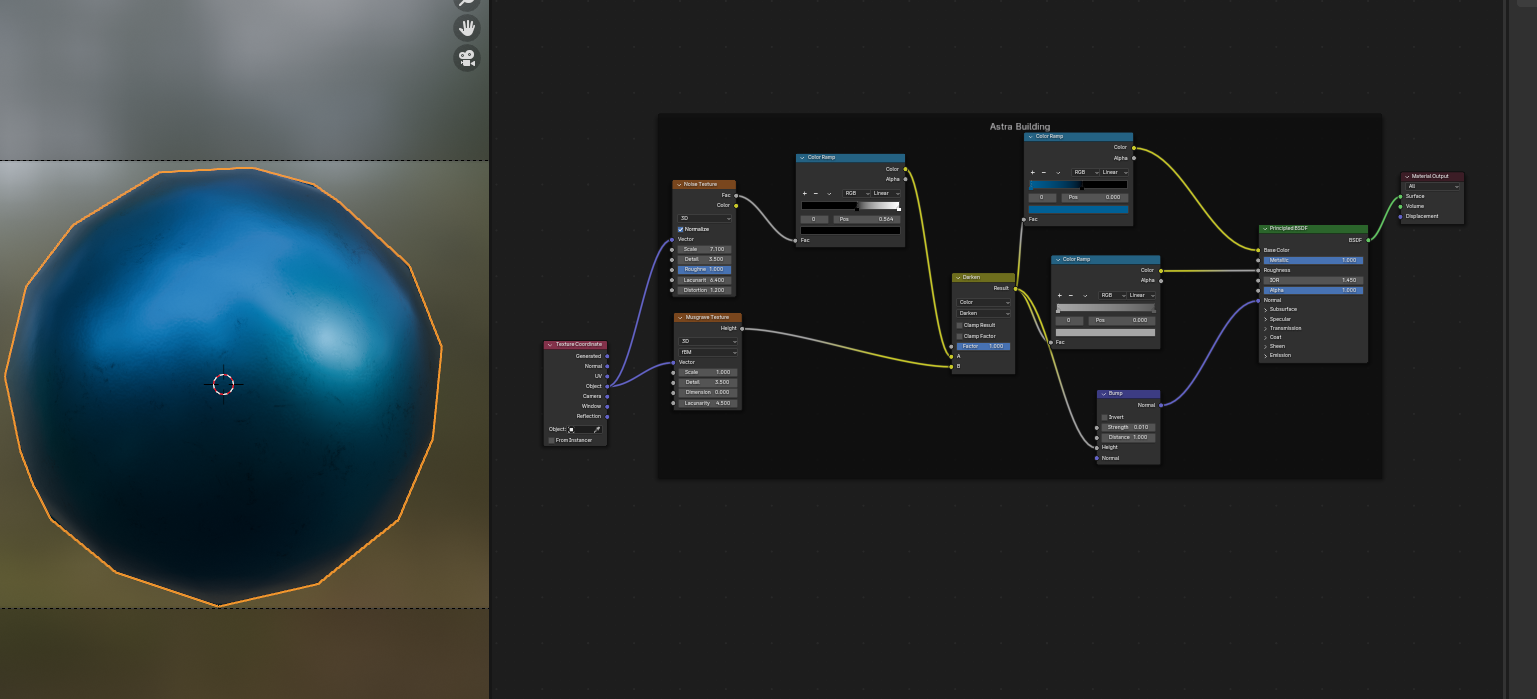 Astra Building
Texture Coordinate
Generated
Normal
UV
Object
Camera
Window
Reflection
Object:
From Instancer
Noise Texture
Fac
Color
3D
Normalize
Vector
Scale 7.100
Detail 3.500
Roughne 1.000
Lacunarit 6.400
Distortion 1.200
Musgrave Texture
Height
3D
fBM
Vector
Scale 1.000
Detail 3.500
Dimension 0.000
Lacunarity 4.500
Color Ramp
Color
Alpha
RGB Linear
0 Pos 0.564
Fac
Darken
Result
Color
Darken
Clamp Result
Clamp Factor
Factor 1.000
A
B
Color Ramp
Color
Alpha
RGB Linear
0 Pos 0.000
Fac
Color Ramp
Color
Alpha
RGB Linear
0 Pos 0.000
Fac
Bump
Normal
Invert
Strength 0.010
Distance 1.000
Height
Normal
Principled BSDF
BSDF
Base Color
Metallic 1.000
Roughness
IOR 1.450
Alpha 1.000
Normal
Subsurface
Specular
Transmission
Coat
Sheen
Emission
Material Output
All
Surface
Volume
Displacement